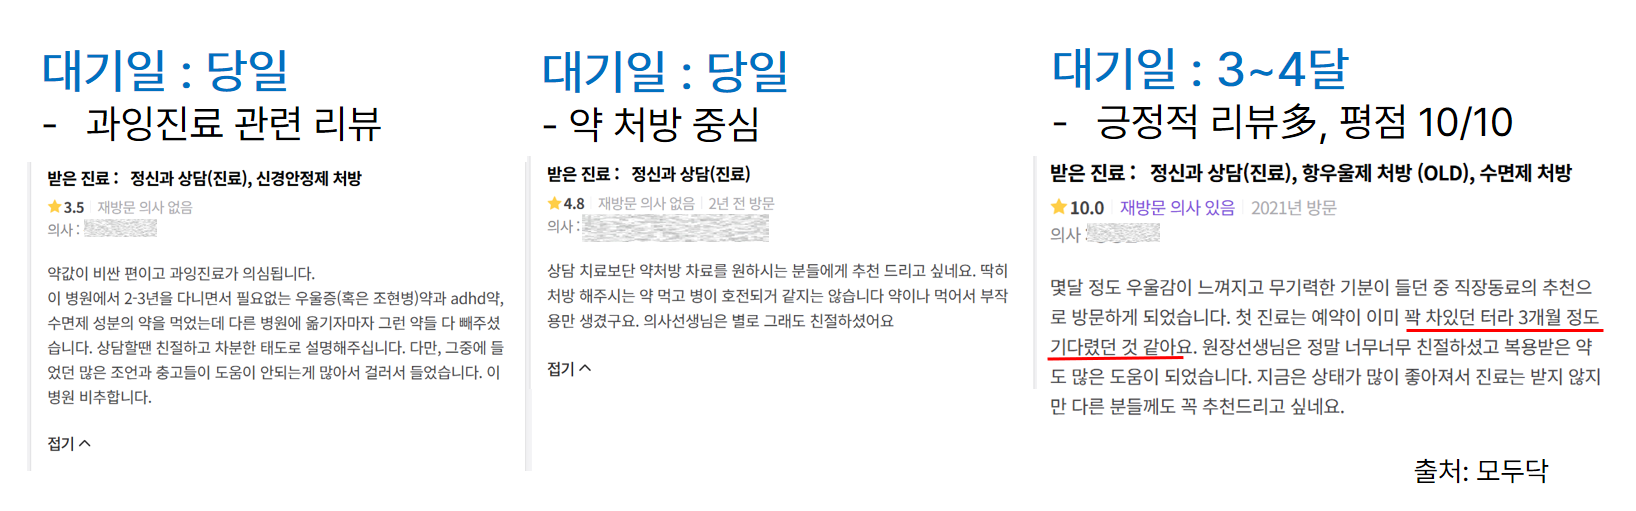 대기일 : 당일
- 과잉진료 관련 리뷰
받은 진료 : 정신과 상담(진료), 신경안정제 처방
3.5 재방문 의사 없음
의사 :
약값이 비싼 편이고 과잉진료가 의심됩니다.
이 병원에서 2-3년을 다니면서 필요없는 우울증(혹은 조현병)약과 adhd약,
수면제 성분의 약을 먹었는데 다른 병원에 옮기자마자 그런 약들 다 빼주셨
습니다. 상담할땐 친절하고 차분한 태도로 설명해주십니다. 다만, 그중에 들
었던 많은 조언과 충고들이 도움이 안되는게 많아서 걸러서 들었습니다. 이
병원 비추합니다.
접기
대기일 : 당일
- 약 처방 중심
받은 진료 : 정신과 상담(진료)
4.8 재방문 의사 없음 2년 전 방문
의사 :
상담 치료보단 약처방 차료를 원하시는 분들에게 추천 드리고 싶네요. 딱히
처방 해주시는 약 먹고 병이 호전되거 같지는 않습니다 약이나 먹어서 부작
용만 생겼구요. 의사선생님은 별로 그래도 친절하셨어요
접기
대기일 : 3~4달
- 긍정적 리뷰多, 평점 10/10
받은 진료 : 정신과 상담(진료), 항우울제 처방 (OLD), 수면제 처방
10.0 재방문 의사 있음 2021년 방문
의사 :
몇달 정도 우울감이 느껴지고 무기력한 기분이 들던 중 직장동료의 추천으
로 방문하게 되었습니다. 첫 진료는 예약이 이미 꽉 차있던 터라 3개월 정도
기다렸던 것 같아요. 원장선생님은 정말 너무너무 친절하셨고 복용받은 약
도 많은 도움이 되었습니다. 지금은 상태가 많이 좋아져서 진료는 받지 않지
만 다른 분들께도 꼭 추천드리고 싶네요.
출처: 모두닥